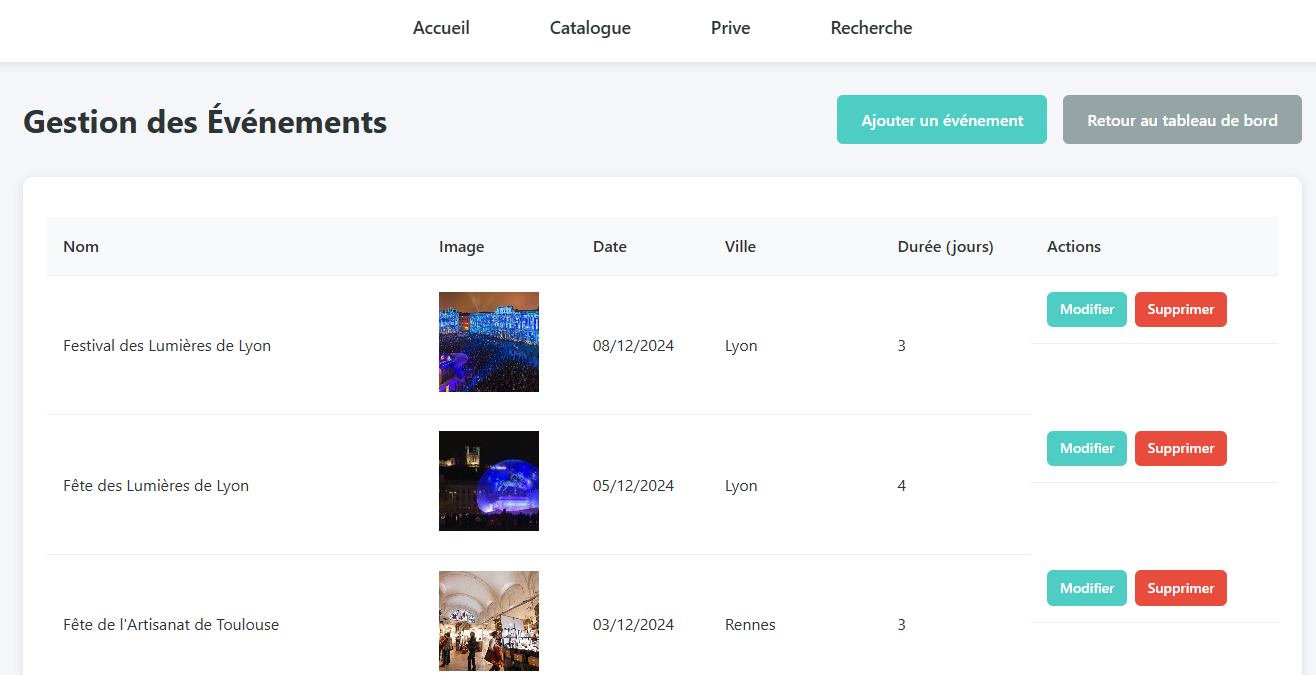 Accueil Catalogue Prive Recherche
Gestion des Événements Ajouter un événement Retour au tableau de bord
Nom Image Date Ville Durée (jours) Actions
Festival des Lumières de Lyon 08/12/2024 Lyon 3 Modifier Supprimer
Fête des Lumières de Lyon 05/12/2024 Lyon 4 Modifier Supprimer
Fête de l'Artisanat de Toulouse 03/12/2024 Rennes 3 Modifier Supprimer